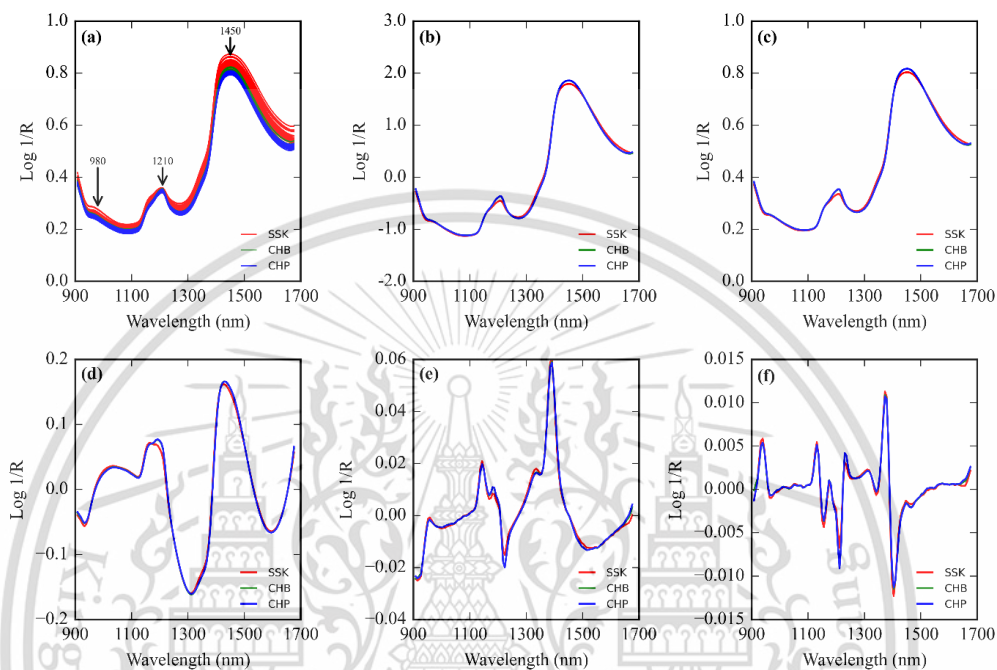 (a)
1450
980
1210
Log 1/R
1.0
0.8
0.6
0.4
0.2
0.0
SSK
CHB
CHP
900 1100 1300 1500 1700
Wavelength (nm)
(b)
Log 1/R
3.0
2.0
1.0
0.0
-1.0
-2.0
SSK
CHB
CHP
900 1100 1300 1500 1700
Wavelength (nm)
(c)
Log 1/R
1.0
0.8
0.6
0.4
0.2
0.0
SSK
CHB
CHP
900 1100 1300 1500 1700
Wavelength (nm)
(d)
Log 1/R
0.2
0.1
0.0
−0.1
−0.2
SSK
CHB
CHP
900 1100 1300 1500 1700
Wavelength (nm)
(e)
Log 1/R
0.06
0.04
0.02
0.00
−0.02
−0.04
SSK
CHB
CHP
900 1100 1300 1500 1700
Wavelength (nm)
(f)
Log 1/R
0.015
0.010
0.005
0.000
−0.005
−0.010
−0.015
SSK
CHB
CHP
900 1100 1300 1500 1700
Wavelength (nm)